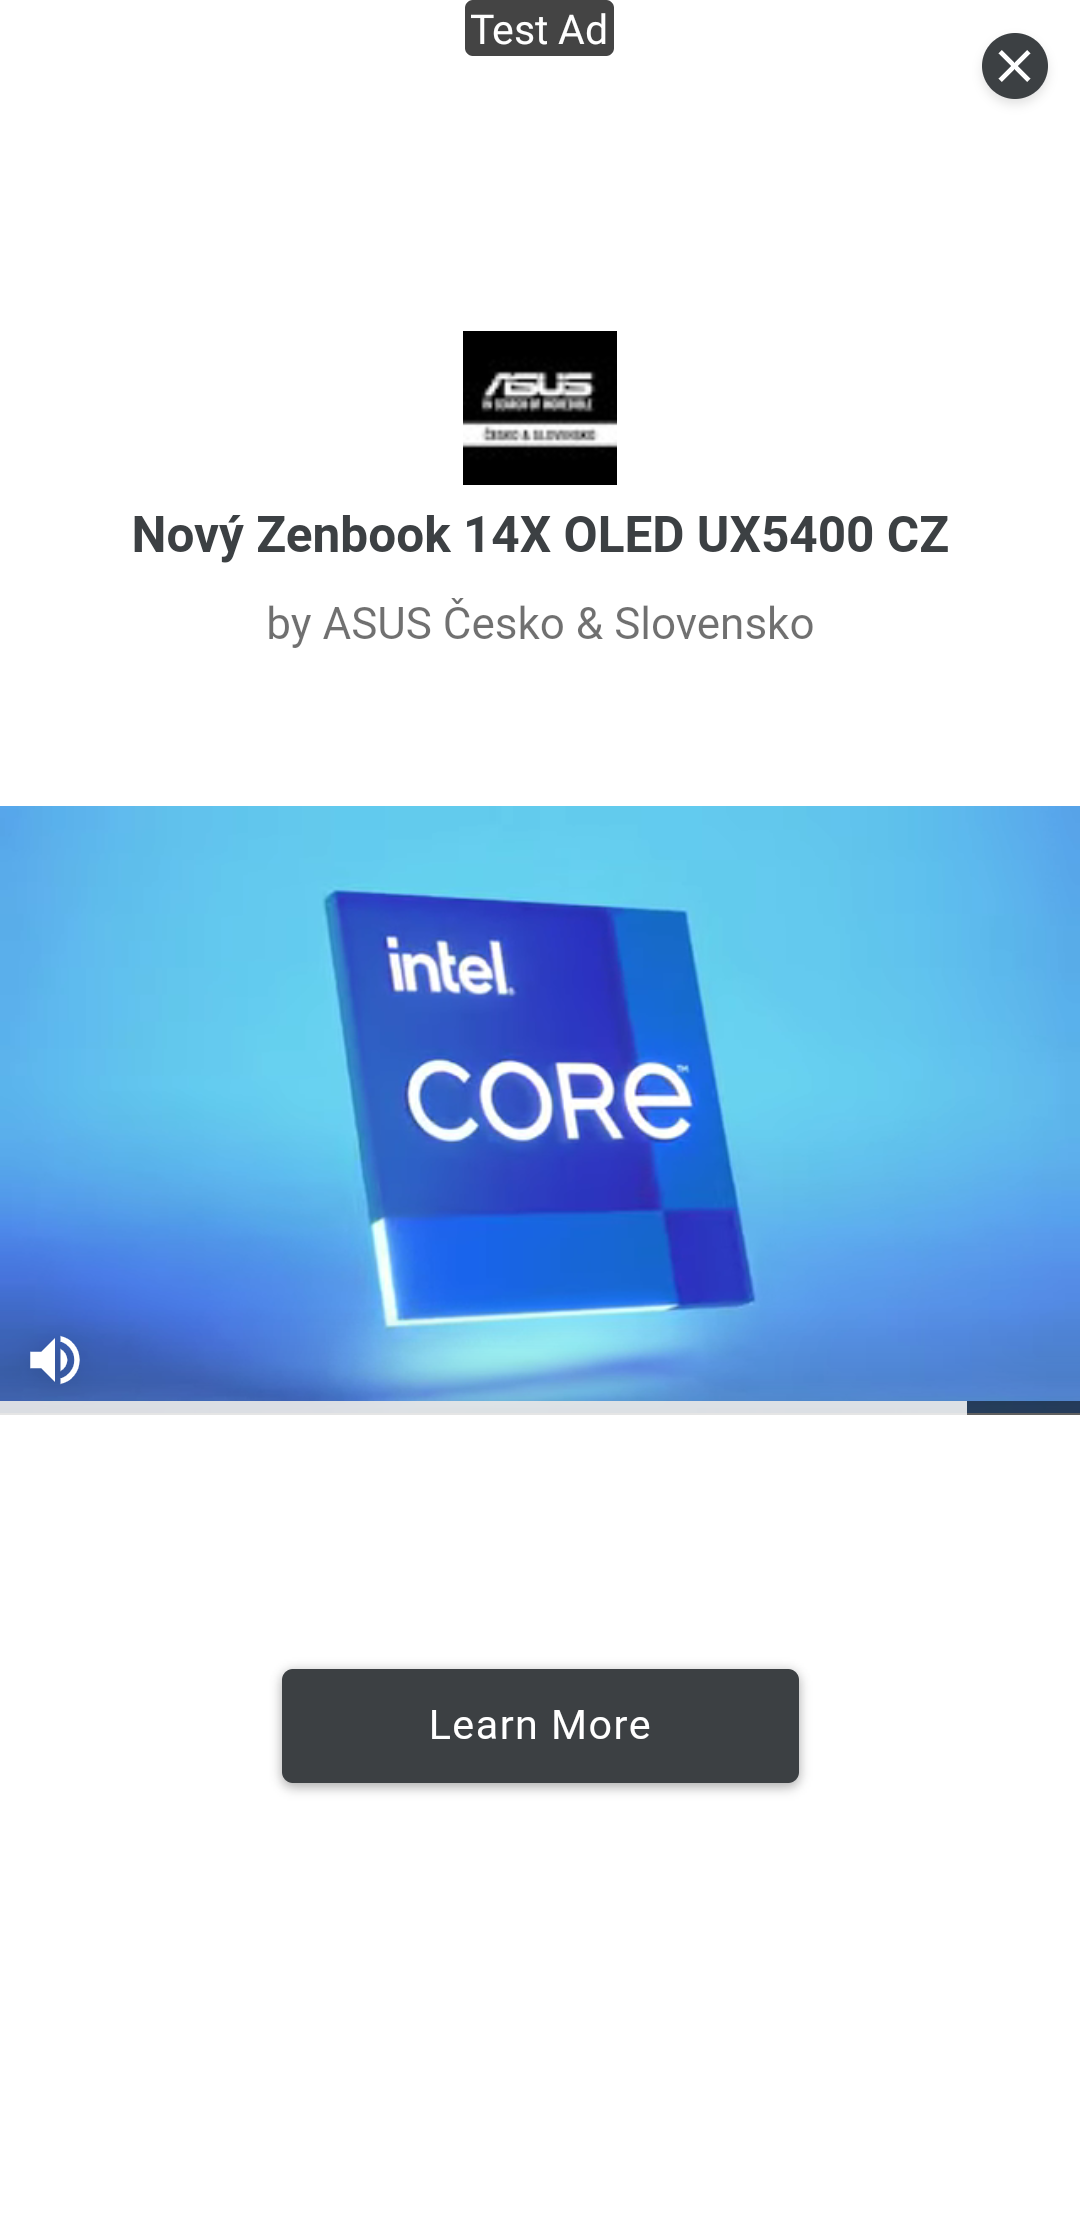 Test Ad
ASUS
IN SEARCH OF INCREDIBLE
ČESKO & SLOVENSKO
Nový Zenbook 14X OLED UX5400 CZ
by ASUS Česko & Slovensko
intel.
CORe™
Learn More